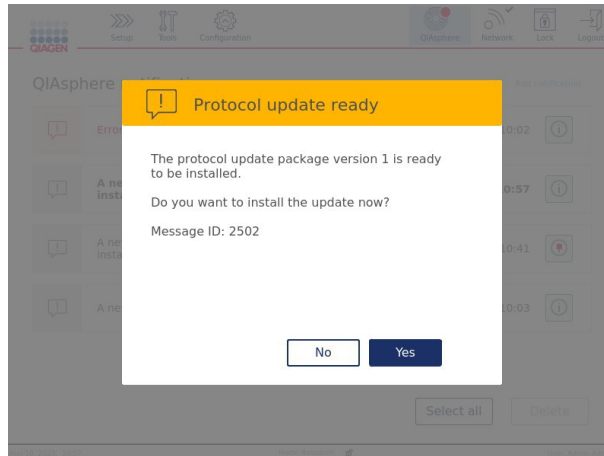 QIAGEN
Setup
Tools
Configuration
QIAsphere
Network
Lock
Logout
QIAsphere
Protocol update ready
Error
10:02
The protocol update package version 1 is ready
to be installed.
A ne
insta
0:57
Do you want to install the update now?
Message ID: 2502
A ne
insta
10:41
A ne
10:03
No
Yes
Select all
Delete